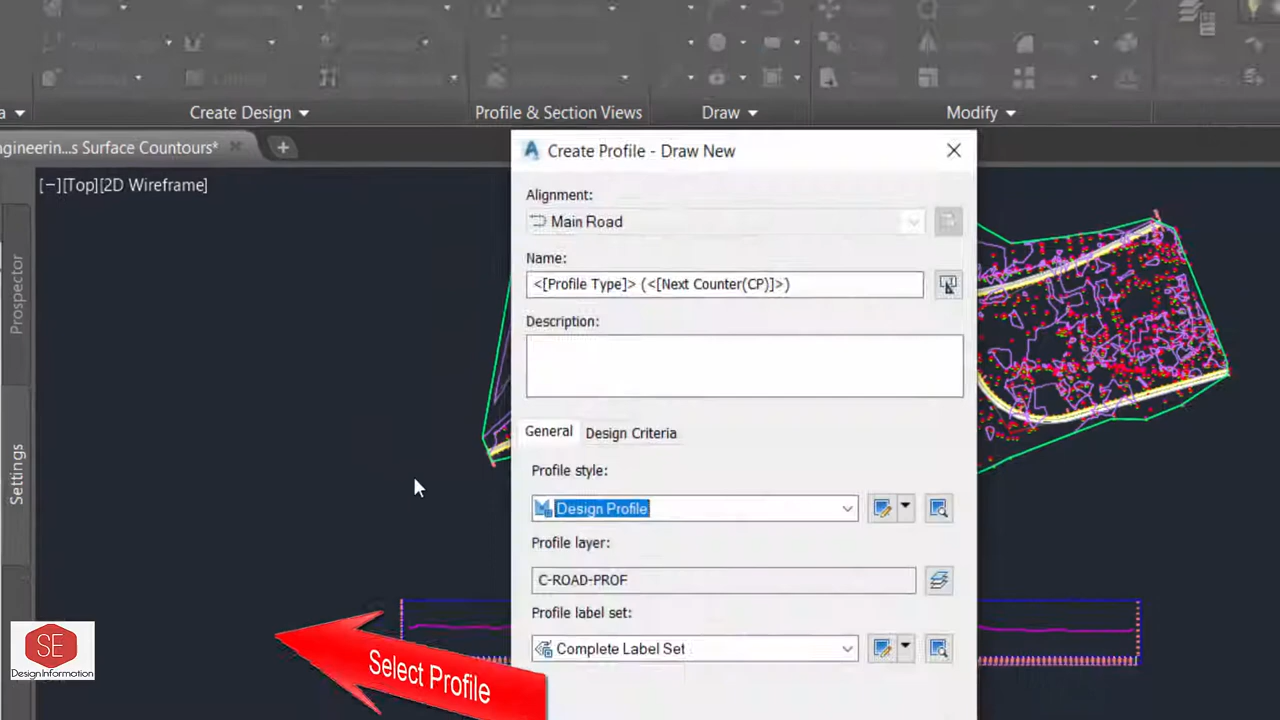 a
Create Design
Profile & Section Views
Draw
Modify
ngineerin...s Surface Countours*
[−][Top][2D Wireframe]
Create Profile - Draw New
Alignment:
Main Road
Name:
<[Profile Type]> (<[Next Counter(CP)]>)
Description:
General
Design Criteria
Profile style:
Design Profile
Profile layer:
C-ROAD-PROF
Profile label set:
Complete Label Set
Prospector
Settings
SE
DesignInformation
Select Profile